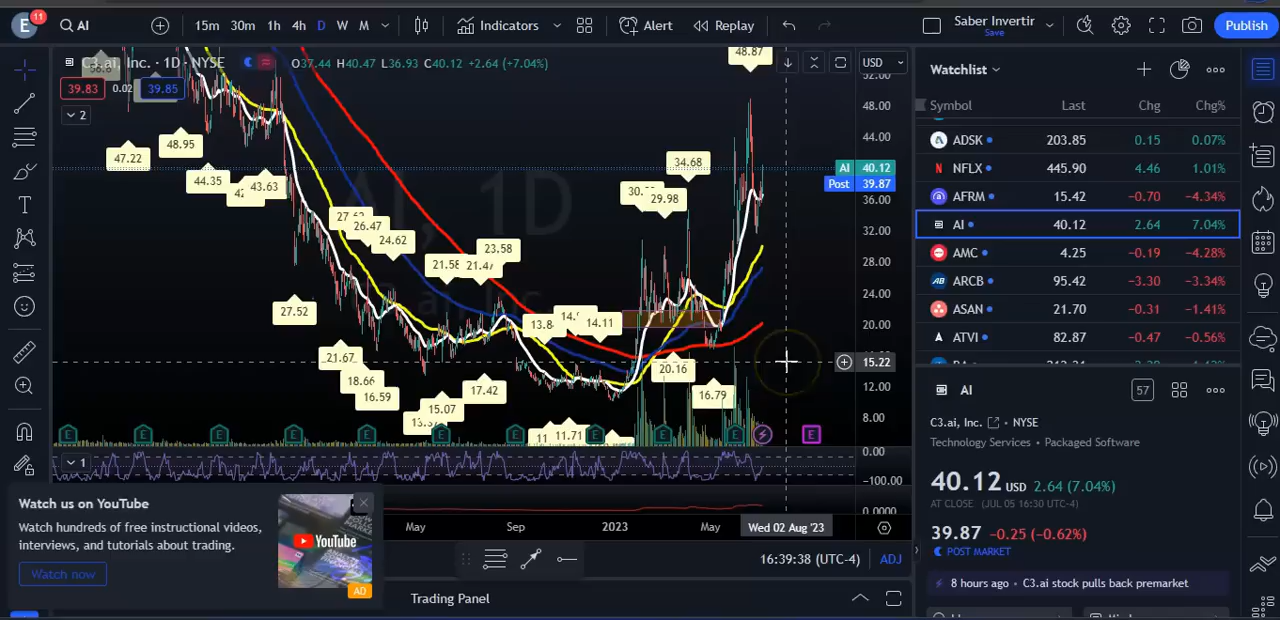 E 11 AI 15m 30m 1h 4h D W M Indicators Alert Replay Saber Invertir Save Publish
C3.ai, Inc. · 1D · NYSE O37.44 H40.47 L36.93 C40.12 +2.64 (+7.04%)
39.83 0.02 39.85
2
USD
AI, 1D
C3.ai, Inc.
48.87
47.22
48.95
44.35
43.63
26.47
24.62
27.52
21.67
18.66
16.59
15.07
17.42
23.58
14.11
29.98
34.68
20.16
16.79
11.71
52.00
48.00
44.00
AI 40.12
Post 39.87
36.00
32.00
28.00
24.00
20.00
15.22
12.00
8.00
0.00
-100.00
0.0000
1
May Sep 2023 May Wed 02 Aug '23
16:39:38 (UTC-4) ADJ
Trading Panel
Watch us on YouTube
Watch hundreds of free instructional videos,
interviews, and tutorials about trading.
Watch now
YouTube
AD
Watchlist
Symbol Last Chg Chg%
ADSK 203.85 0.15 0.07%
NFLX 445.90 4.46 1.01%
AFRM 15.42 -0.70 -4.34%
AI 40.12 2.64 7.04%
AMC 4.25 -0.19 -4.28%
ARCB 95.42 -3.30 -3.34%
ASAN 21.70 -0.31 -1.41%
ATVI 82.87 -0.47 -0.56%
AI 57
C3.ai, Inc. • NYSE
Technology Services • Packaged Software
40.12 USD 2.64 (7.04%)
AT CLOSE (JUL 05 16:30 UTC-4)
39.87 -0.25 (-0.62%)
POST MARKET
8 hours ago • C3.ai stock pulls back premarket